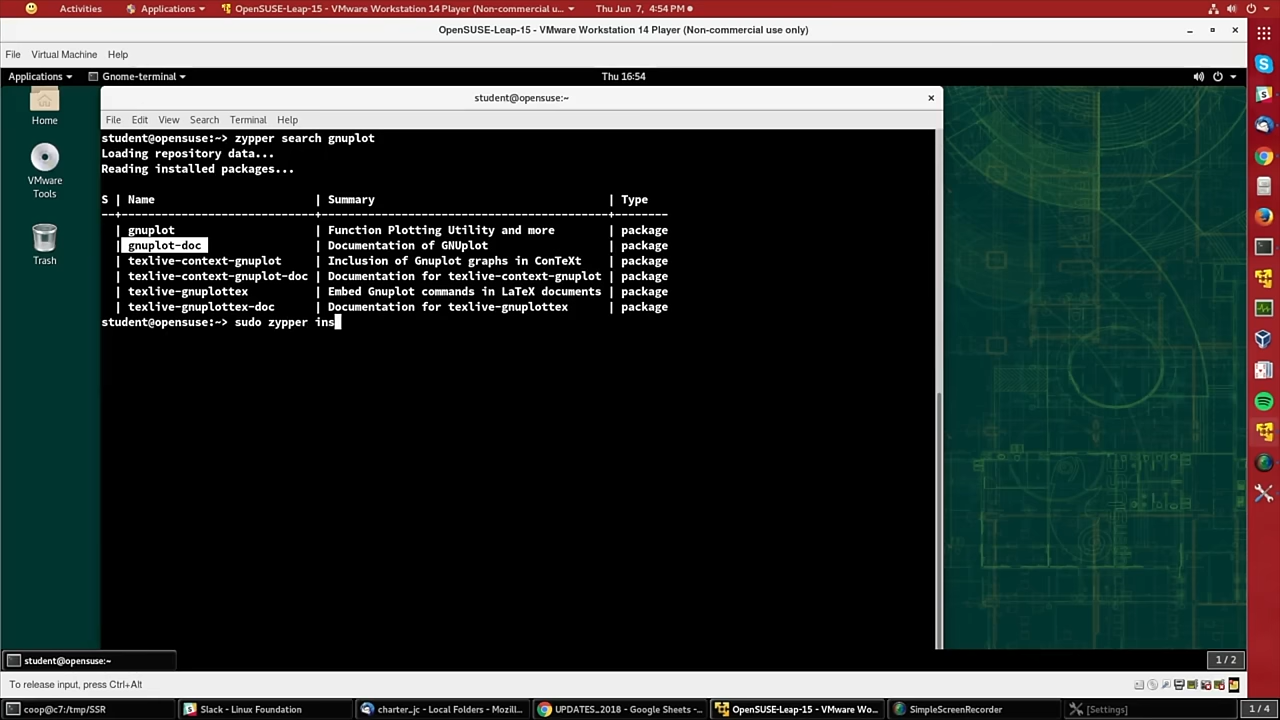 Activities Applications OpenSUSE-Leap-15 - VMware Workstation 14 Player (Non-commercial u... Thu Jun 7, 4:54 PM
OpenSUSE-Leap-15 - VMware Workstation 14 Player (Non-commercial use only)
File Virtual Machine Help
Applications Gnome-terminal Thu 16:54
student@opensuse:~
File Edit View Search Terminal Help
Home
VMware
Tools
Trash
student@opensuse:~> zypper search gnuplot
Loading repository data...
Reading installed packages...
S | Name | Summary | Type
--+-----------------------------+--------------------------------------------+--------
| gnuplot | Function Plotting Utility and more | package
| gnuplot-doc | Documentation of GNUplot | package
| texlive-context-gnuplot | Inclusion of Gnuplot graphs in ConTeXt | package
| texlive-context-gnuplot-doc | Documentation for texlive-context-gnuplot | package
| texlive-gnuplottex | Embed Gnuplot commands in LaTeX documents | package
| texlive-gnuplottex-doc | Documentation for texlive-gnuplottex | package
student@opensuse:~> sudo zypper ins
student@opensuse:~ 1 / 2
To release input, press Ctrl+Alt
coop@c7:/tmp/SSR Slack - Linux Foundation charter_jc - Local Folders - Mozill... UPDATES_2018 - Google Sheets -... OpenSUSE-Leap-15 - VMware Wo... SimpleScreenRecorder [Settings] 1 / 4